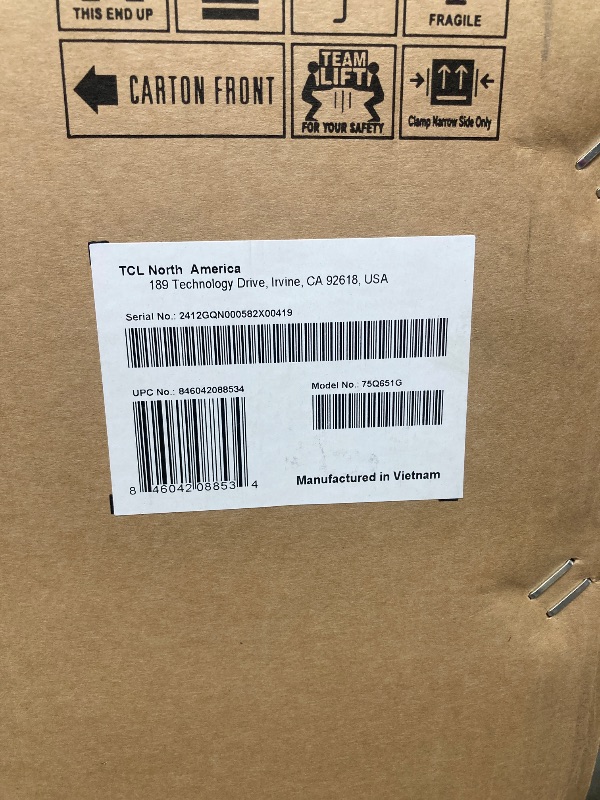 THIS END UP
FRAGILE
CARTON FRONT
TEAM
LIFT
FOR YOUR SAFETY
Clamp Narrow Side Only
TCL North America
189 Technology Drive, Irvine, CA 92618, USA
Serial No.: 2412GQN000582X00419
UPC No.: 846042088534
Model No.: 75Q651G
8 46042 08853 4
Manufactured in Vietnam